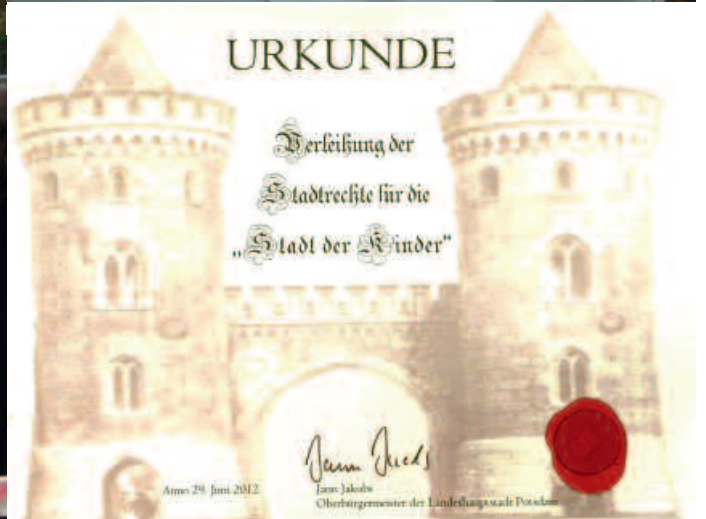 URKUNDE
Verleihung der
Stadtrechte für die
„Stadt der Kinder"
Anno 29. Juni 2012
Jann Jakobs
Oberbürgermeister der Landeshauptstadt Potsdam